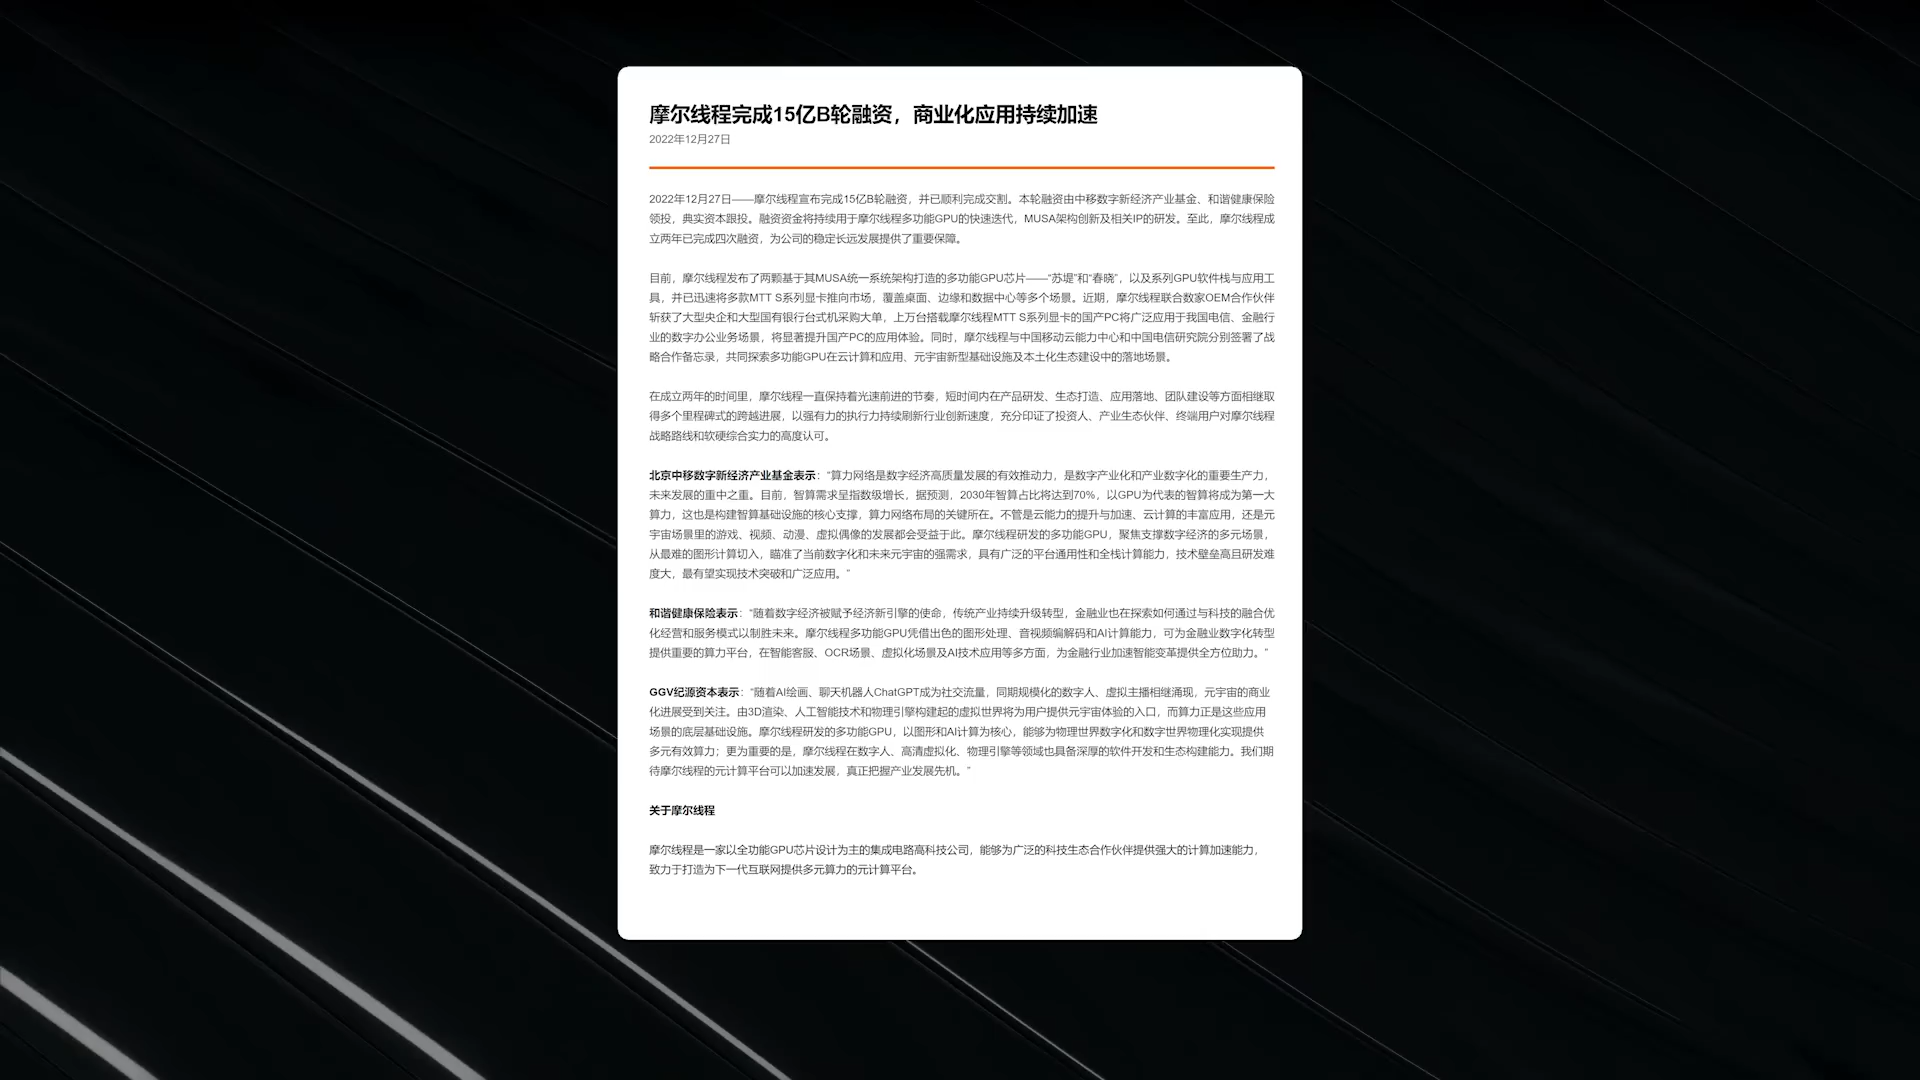 摩尔线程完成15亿B轮融资，商业化应用持续加速
2022年12月27日
2022年12月27日——摩尔线程宣布完成15亿B轮融资，并已顺利完成交割。本轮融资由中移数字新经济产业基金、和谐健康保险
领投，典实资本跟投。融资资金将持续用于摩尔线程多功能GPU的快速迭代，MUSA架构创新及相关IP的研发。至此，摩尔线程成
立两年已完成四次融资，为公司的稳定长远发展提供了重要保障。
目前，摩尔线程发布了两颗基于其MUSA统一系统架构打造的多功能GPU芯片——“苏堤”和“春晓”，以及系列GPU软件栈与应用工
具，并已迅速将多款MTT S系列显卡推向市场，覆盖桌面、边缘和数据中心等多个场景。近期，摩尔线程联合数家OEM合作伙伴
斩获了大型央企和大型国有银行台式机采购大单，上万台搭载摩尔线程MTT S系列显卡的国产PC将广泛应用于我国电信、金融行
业的数字办公业务场景，将显著提升国产PC的应用体验。同时，摩尔线程与中国移动云能力中心和中国电信研究院分别签署了战
略合作备忘录，共同探索多功能GPU在云计算和应用、元宇宙新型基础设施及本土化生态建设中的落地场景。
在成立两年的时间里，摩尔线程一直保持着光速前进的节奏，短时间内在产品研发、生态打造、应用落地、团队建设等方面相继取
得多个里程碑式的跨越进展，以强有力的执行力持续刷新行业创新速度，充分印证了投资人、产业生态伙伴、终端用户对摩尔线程
战略路线和软硬综合实力的高度认可。
北京中移数字新经济产业基金表示：“算力网络是数字经济高质量发展的有效推动力，是数字产业化和产业数字化的重要生产力，
未来发展的重中之重。目前，智算需求呈指数级增长，据预测，2030年智算占比将达到70%，以GPU为代表的智算将成为第一大
算力，这也是构建智算基础设施的核心支撑，算力网络布局的关键所在。不管是云能力的提升与加速、云计算的丰富应用，还是元
宇宙场景里的游戏、视频、动漫、虚拟偶像的发展都会受益于此。摩尔线程研发的多功能GPU，聚焦支撑数字经济的多元场景，
从最难的图形计算切入，瞄准了当前数字化和未来元宇宙的强需求，具有广泛的平台通用性和全栈计算能力，技术壁垒高且研发难
度大，最有望实现技术突破和广泛应用。”
和谐健康保险表示：“随着数字经济被赋予经济新引擎的使命，传统产业持续升级转型，金融业也在探索如何通过与科技的融合优
化经营和服务模式以制胜未来。摩尔线程多功能GPU凭借出色的图形处理、音视频编解码和AI计算能力，可为金融业数字化转型
提供重要的算力平台，在智能客服、OCR场景、虚拟化场景及AI技术应用等多方面，为金融行业加速智能变革提供全方位助力。”
GGV纪源资本表示：“随着AI绘画、聊天机器人ChatGPT成为社交流量，同期规模化的数字人、虚拟主播相继涌现，元宇宙的商业
化进展受到关注。由3D渲染、人工智能技术和物理引擎构建起的虚拟世界将为用户提供元宇宙体验的入口，而算力正是这些应用
场景的底层基础设施。摩尔线程研发的多功能GPU，以图形和AI计算为核心，能够为物理世界数字化和数字世界物理化实现提供
多元有效算力；更为重要的是，摩尔线程在数字人、高清虚拟化、物理引擎等领域也具备深厚的软件开发和生态构建能力。我们期
待摩尔线程的元计算平台可以加速发展，真正把握产业发展先机。”
关于摩尔线程
摩尔线程是一家以全功能GPU芯片设计为主的集成电路高科技公司，能够为广泛的科技生态合作伙伴提供强大的计算加速能力，
致力于打造为下一代互联网提供多元算力的元计算平台。